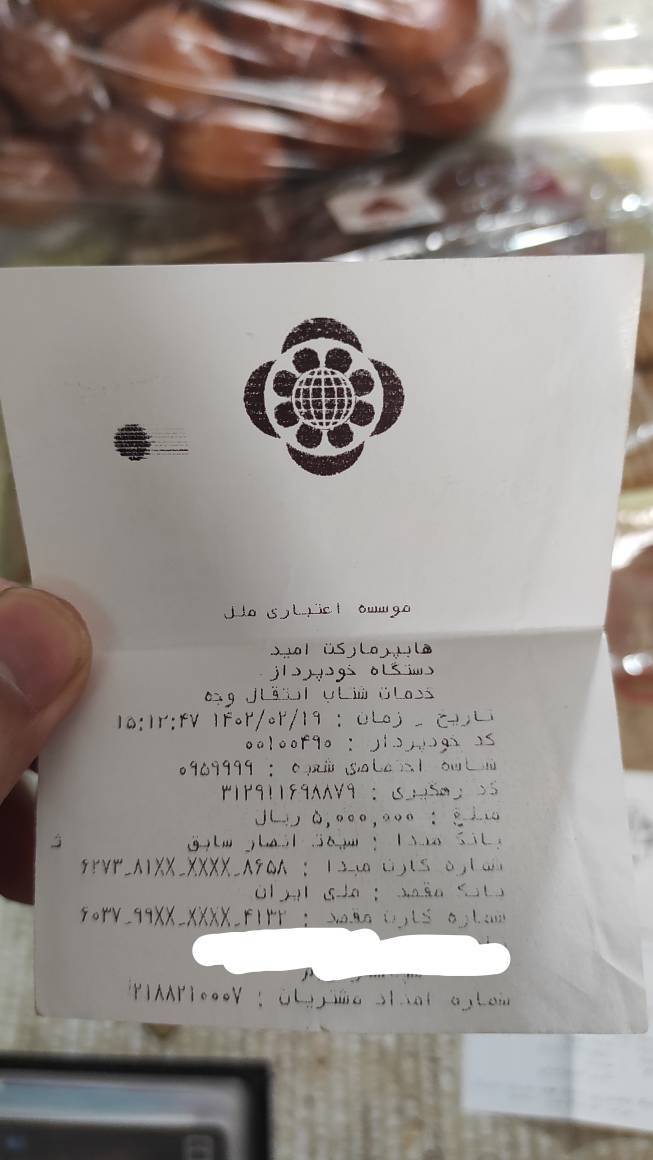 موسسه اعتباری ملل
هایپرمارکت امید
دستگاه خودپرداز
خدمات شتاب انتقال وجه
تاریخ - زمان : ۱۴۰۲/۰۲/۱۹ ۱۵:۱۲:۴۷
کد خودپرداز : ۰۰۱۰۰۴۹۰
شناسه اختصاصی شعبه : ۰۹۵۹۹۹۹
کد رهگیری : ۳۱۲۹۱۱۶۹۸۸۷۹
مبلغ : ۵,۰۰۰,۰۰۰ ریال
بانک مبدا : سپه انصار سابق
شماره کارت مبدا : ۶۲۷۳-۸۱XX-XXXX-۸۶۵۸
بانک مقصد : ملی ایران
شماره کارت مقصد : ۶۰۳۷-۹۹XX-XXXX-۴۱۳۲
شماره امداد مشتریان : ۲۱۸۸۲۱۰۰۰۷